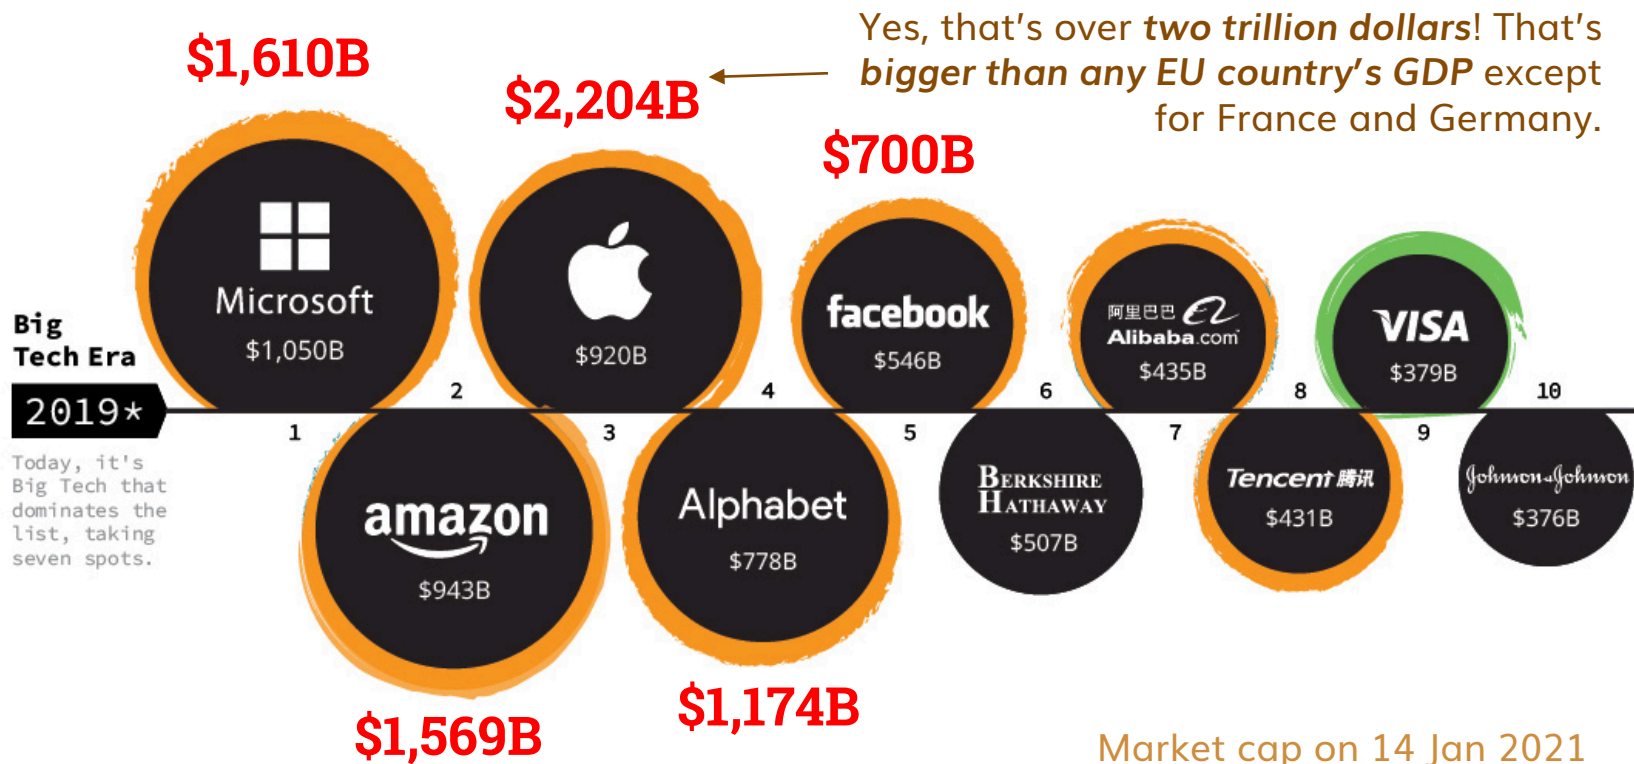 Yes, that's over two trillion dollars! That's
bigger than any EU country's GDP except
for France and Germany.
$1,610B
$2,204B
$700B
Microsoft
$1,050B
$920B
facebook
$546B
阿里巴巴
Alibaba.com
$435B
VISA
$379B
Big
Tech Era
2019*
Today, it's
Big Tech that
dominates the
list, taking
seven spots.
1
2
3
4
5
6
7
8
9
10
amazon
$943B
Alphabet
$778B
BERKSHIRE
HATHAWAY
$507B
Tencent 腾讯
$431B
Johnson&Johnson
$376B
$1,569B
$1,174B
Market cap on 14 Jan 2021